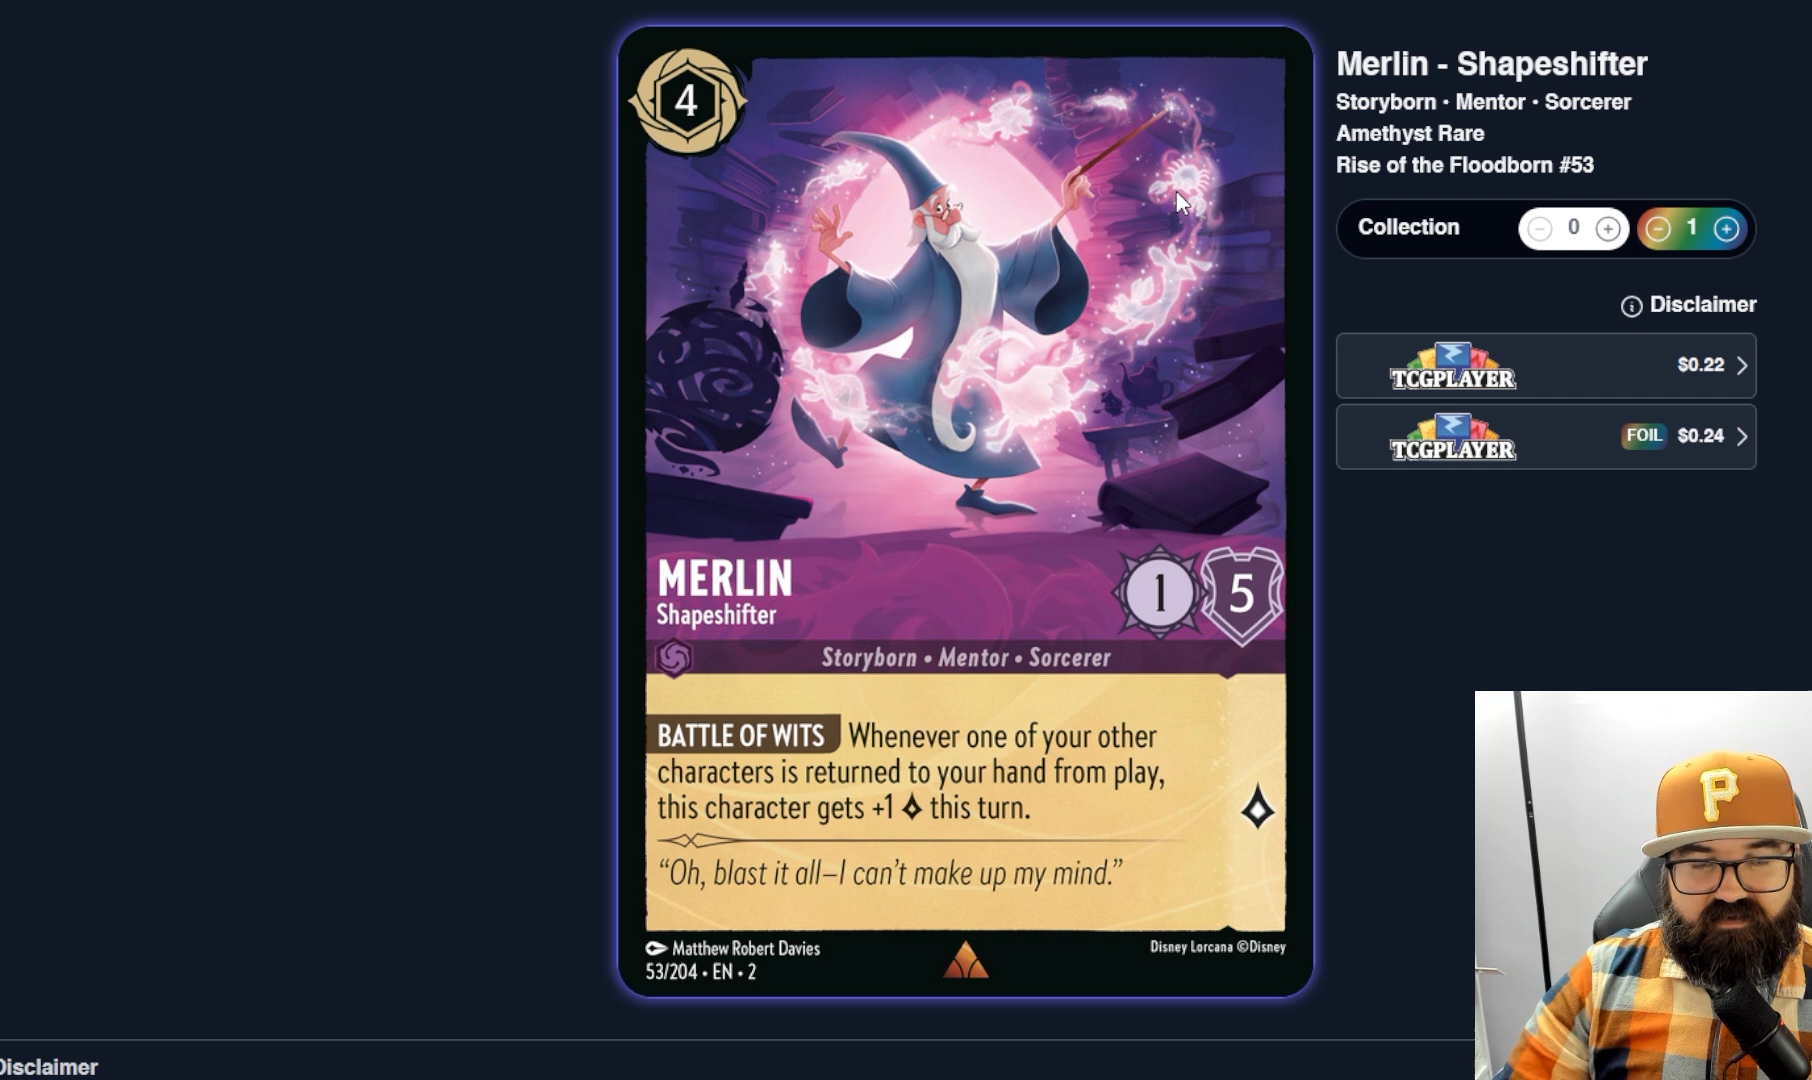 4
MERLIN
Shapeshifter
1
5
Storyborn • Mentor • Sorcerer
BATTLE OF WITS Whenever one of your other
characters is returned to your hand from play,
this character gets +1 this turn.
“Oh, blast it all–I can’t make up my mind.”
Matthew Robert Davies
53/204 • EN • 2
Disney Lorcana ©Disney
Merlin - Shapeshifter
Storyborn • Mentor • Sorcerer
Amethyst Rare
Rise of the Floodborn #53
Collection
0
1
Disclaimer
TCGPLAYER $0.22
TCGPLAYER FOIL $0.24
P
Disclaimer